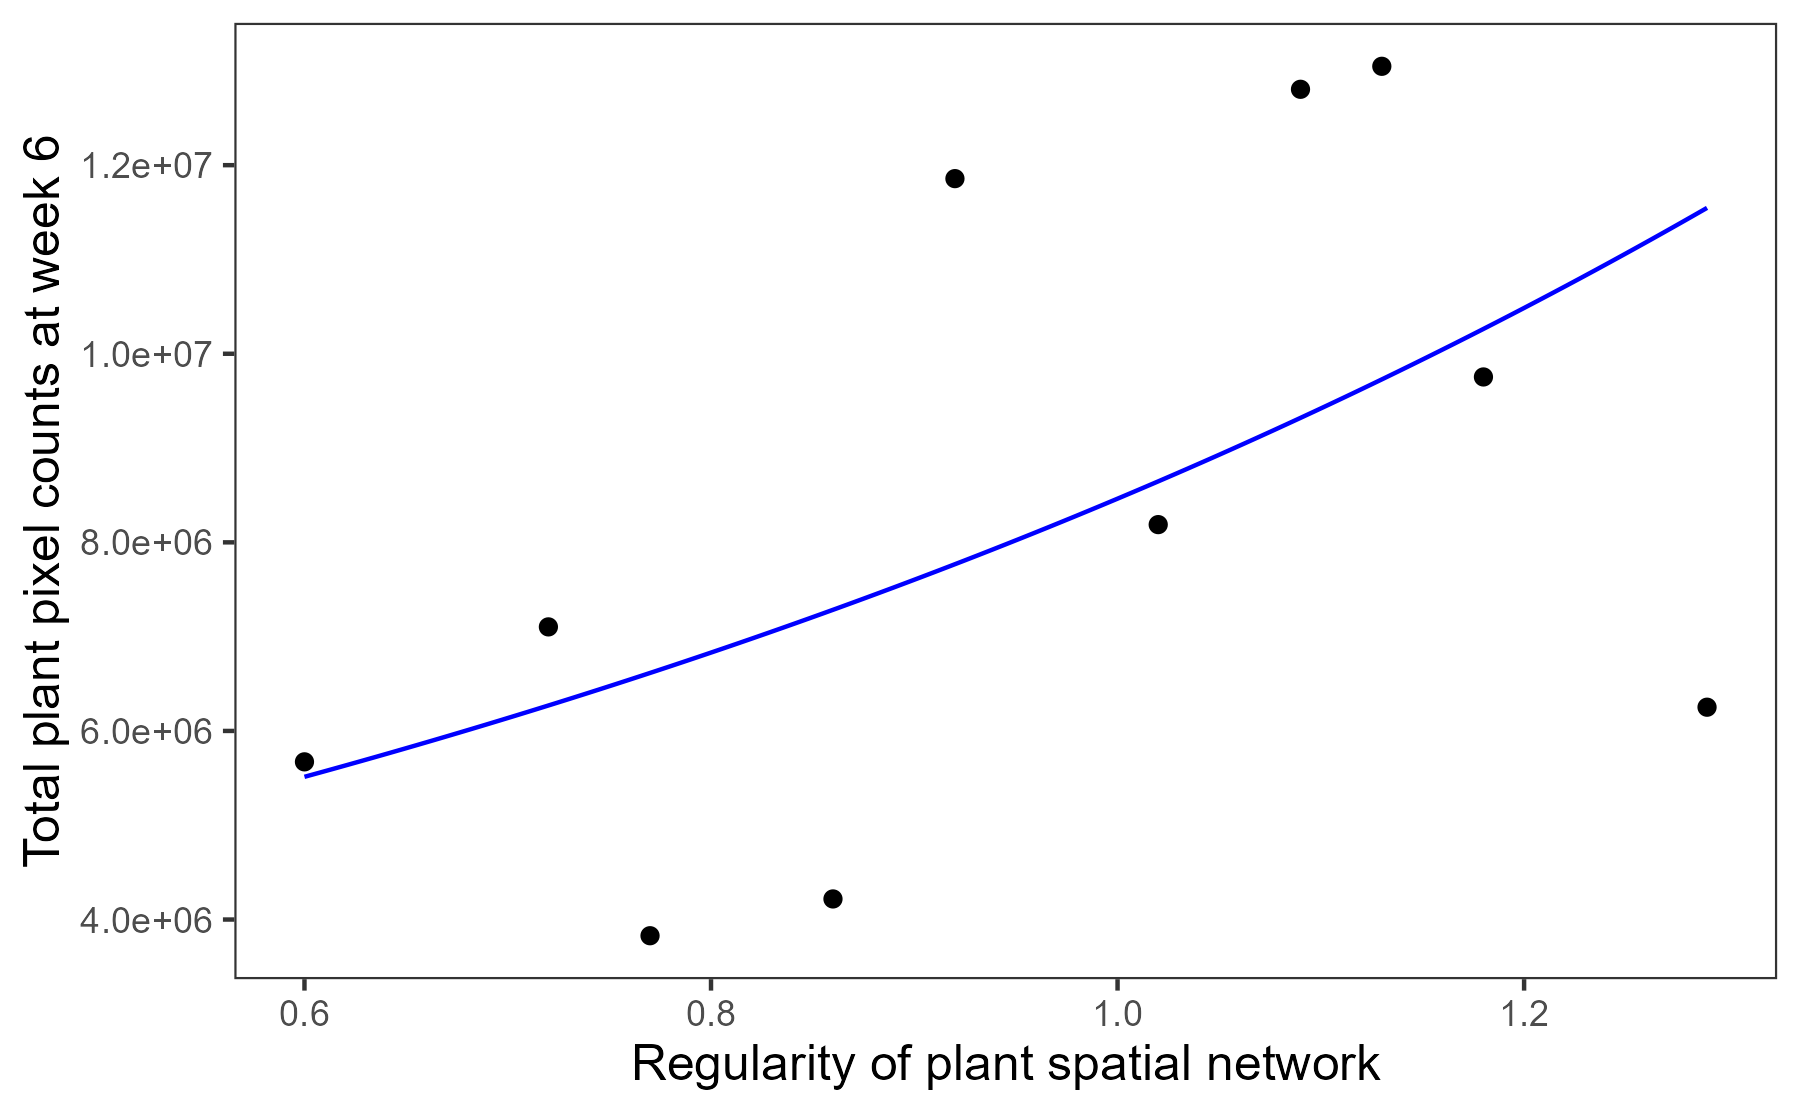 Total plant pixel counts at week 6
1.2e+07
1.0e+07
8.0e+06
6.0e+06
4.0e+06
0.6 0.8 1.0 1.2
Regularity of plant spatial network